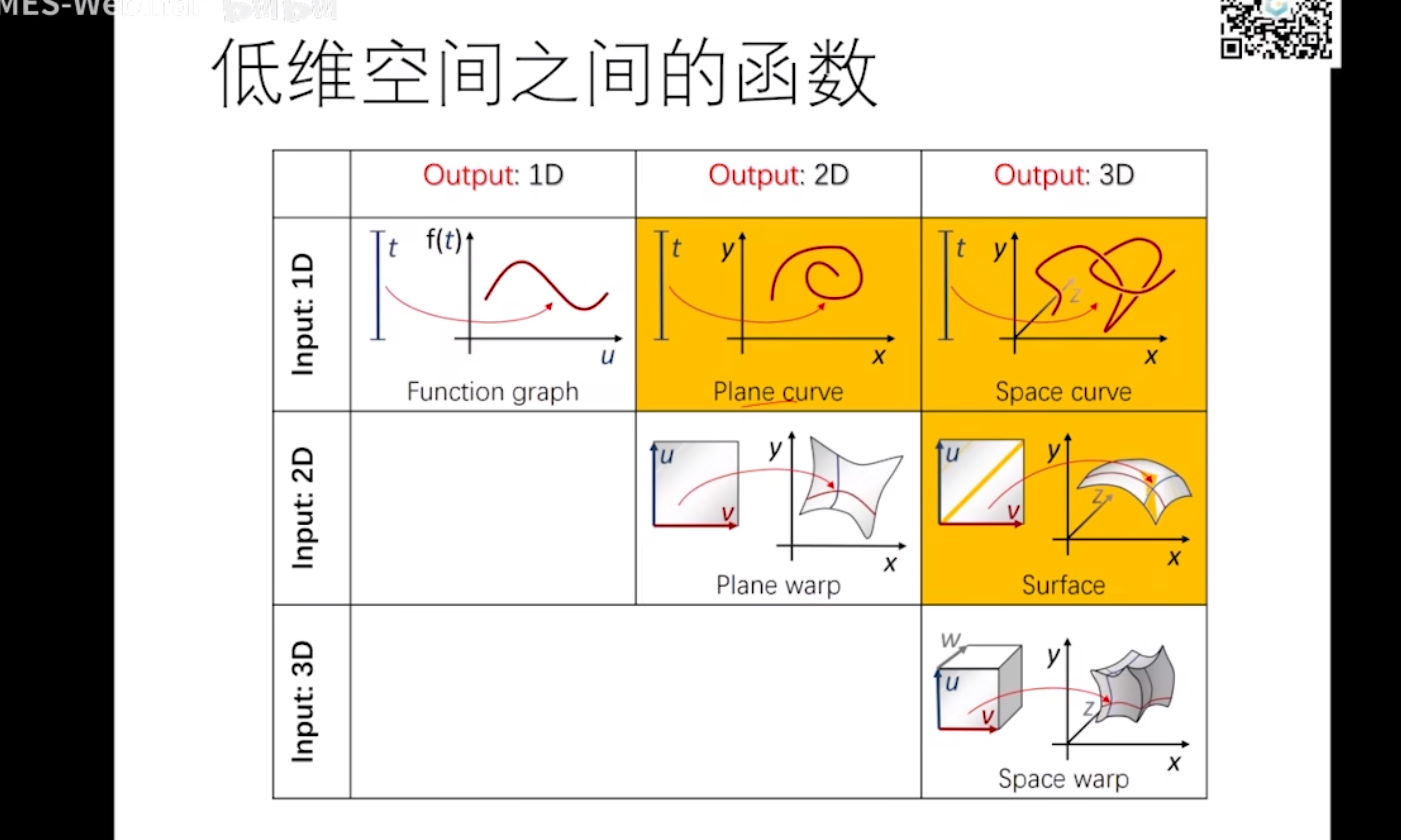 MES-Webinar bilibili
低维空间之间的函数
Output: 1D
Output: 2D
Output: 3D
Input: 1D
t
f(t)
u
Function graph
t
y
x
Plane curve
t
y
z
x
Space curve
Input: 2D
u
v
y
x
Plane warp
u
v
y
z
x
Surface
Input: 3D
w
u
v
y
z
x
Space warp